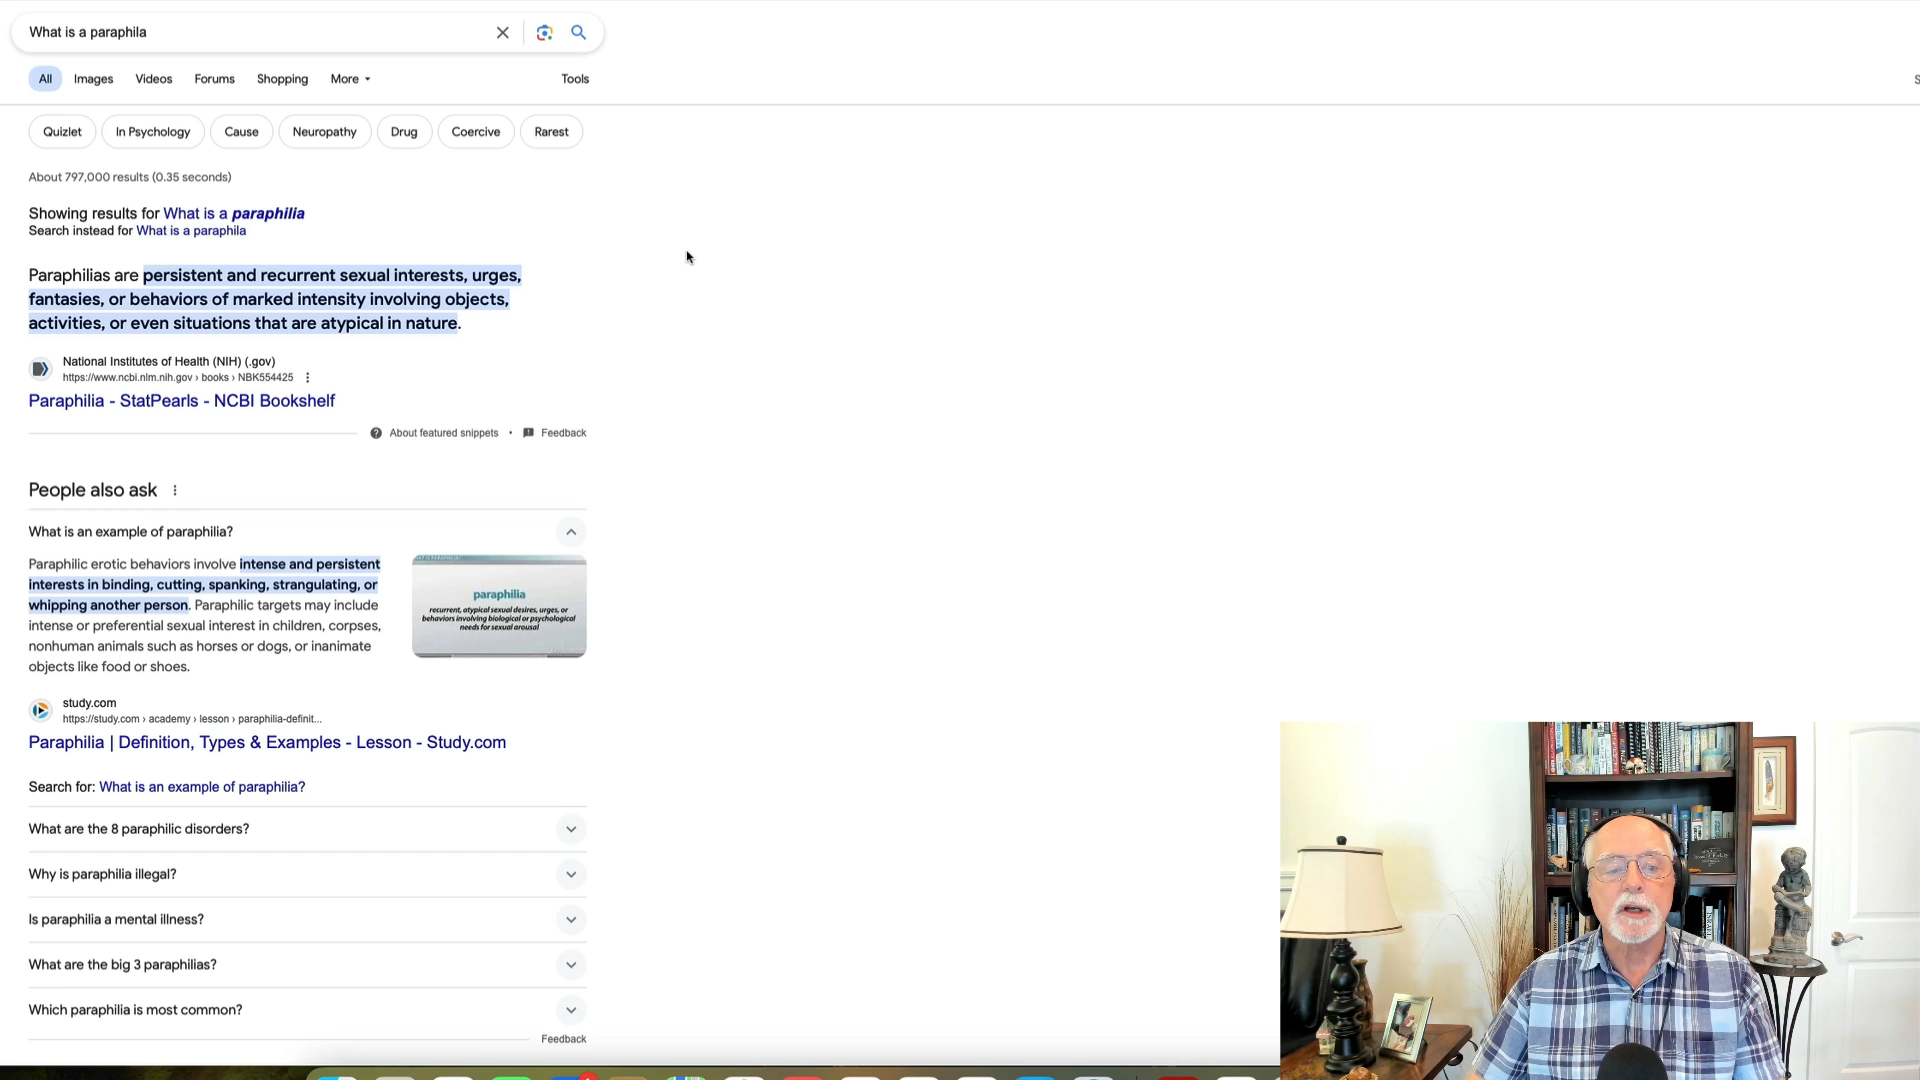 What is a paraphila
All Images Videos Forums Shopping More Tools S
Quizlet In Psychology Cause Neuropathy Drug Coercive Rarest
About 797,000 results (0.35 seconds)
Showing results for What is a paraphilia
Search instead for What is a paraphila
Paraphilias are persistent and recurrent sexual interests, urges,
fantasies, or behaviors of marked intensity involving objects,
activities, or even situations that are atypical in nature.
National Institutes of Health (NIH) (.gov)
https://www.ncbi.nlm.nih.gov › books › NBK554425
Paraphilia - StatPearls - NCBI Bookshelf
About featured snippets • Feedback
People also ask
What is an example of paraphilia?
Paraphilic erotic behaviors involve intense and persistent
interests in binding, cutting, spanking, strangulating, or
whipping another person. Paraphilic targets may include
intense or preferential sexual interest in children, corpses,
nonhuman animals such as horses or dogs, or inanimate
objects like food or shoes.
paraphilia
recurrent, atypical sexual desires, urges, or
behaviors involving biological or psychological
needs for sexual arousal
study.com
https://study.com › academy › lesson › paraphilia-definit...
Paraphilia | Definition, Types & Examples - Lesson - Study.com
Search for: What is an example of paraphilia?
What are the 8 paraphilic disorders?
Why is paraphilia illegal?
Is paraphilia a mental illness?
What are the big 3 paraphilias?
Which paraphilia is most common?
Feedback